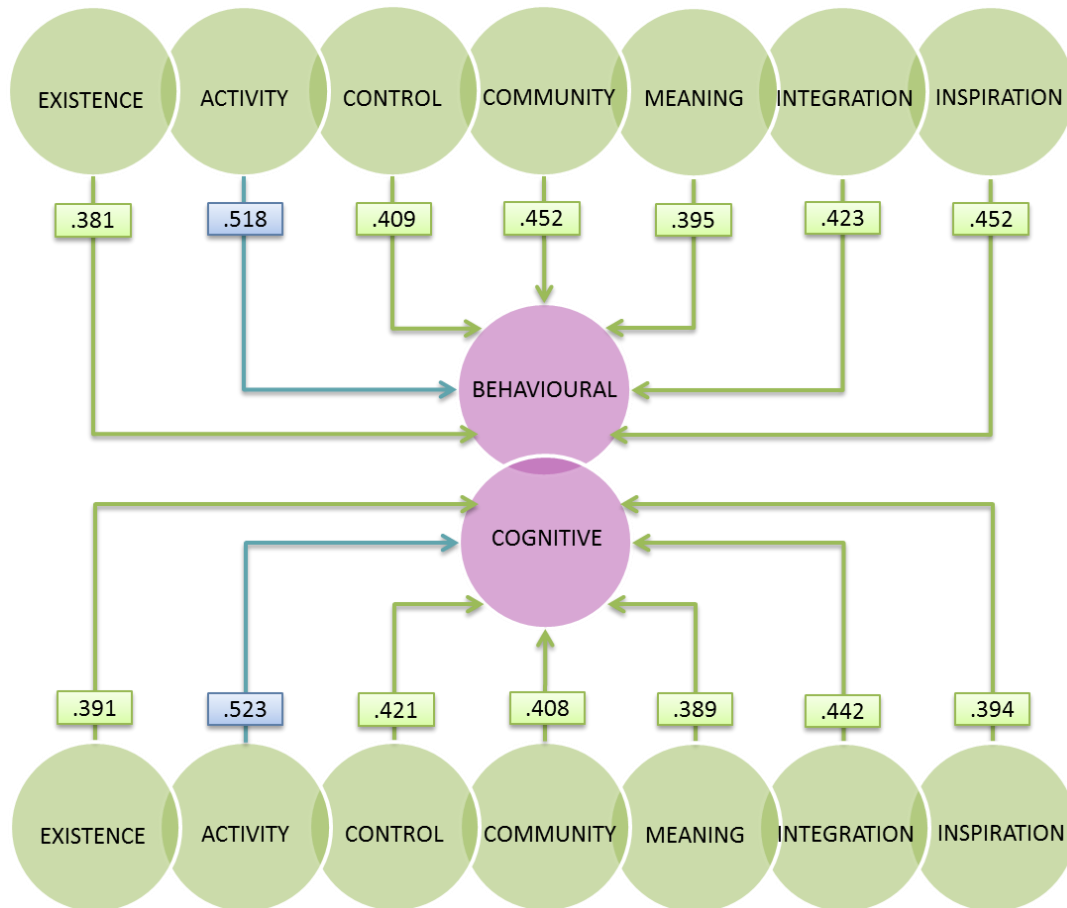 EXISTENCE ACTIVITY CONTROL COMMUNITY MEANING INTEGRATION INSPIRATION
.381 .518 .409 .452 .395 .423 .452
BEHAVIOURAL
COGNITIVE
.391 .523 .421 .408 .389 .442 .394
EXISTENCE ACTIVITY CONTROL COMMUNITY MEANING INTEGRATION INSPIRATION